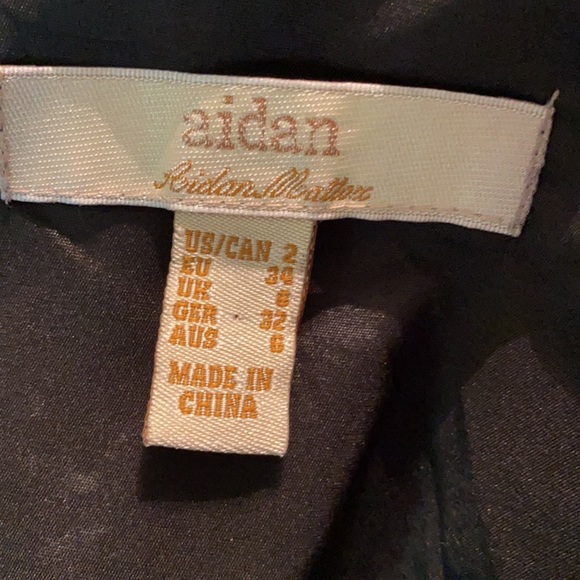 aidan
Aidan Mattox
US/CAN 2
EU 34
UK 6
GER 32
AUS 6
MADE IN
CHINA